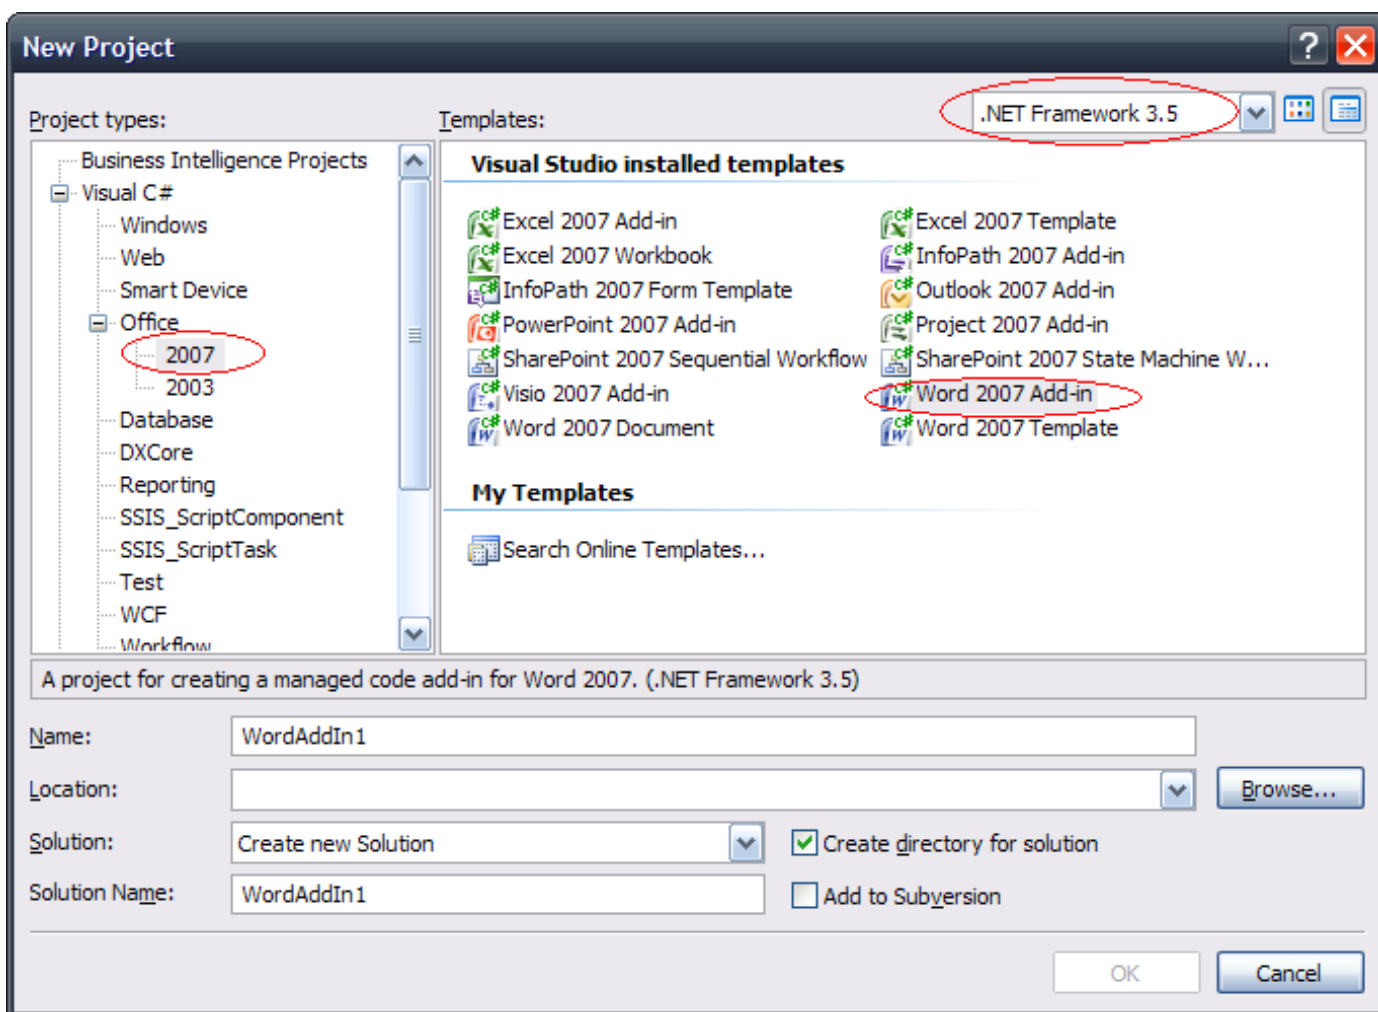 New Project
Project types:
Templates:
.NET Framework 3.5
Business Intelligence Projects
Visual C#
Windows
Web
Smart Device
Office
2007
2003
Database
DXCore
Reporting
SSIS_ScriptComponent
SSIS_ScriptTask
Test
WCF
Workflow
Visual Studio installed templates
Excel 2007 Add-in
Excel 2007 Template
Excel 2007 Workbook
InfoPath 2007 Add-in
InfoPath 2007 Form Template
Outlook 2007 Add-in
PowerPoint 2007 Add-in
Project 2007 Add-in
SharePoint 2007 Sequential Workflow
SharePoint 2007 State Machine W...
Visio 2007 Add-in
Word 2007 Add-in
Word 2007 Document
Word 2007 Template
My Templates
Search Online Templates...
A project for creating a managed code add-in for Word 2007. (.NET Framework 3.5)
Name:
WordAddIn1
Location:
Browse...
Solution:
Create new Solution
Create directory for solution
Solution Name:
WordAddIn1
Add to Subversion
OK
Cancel